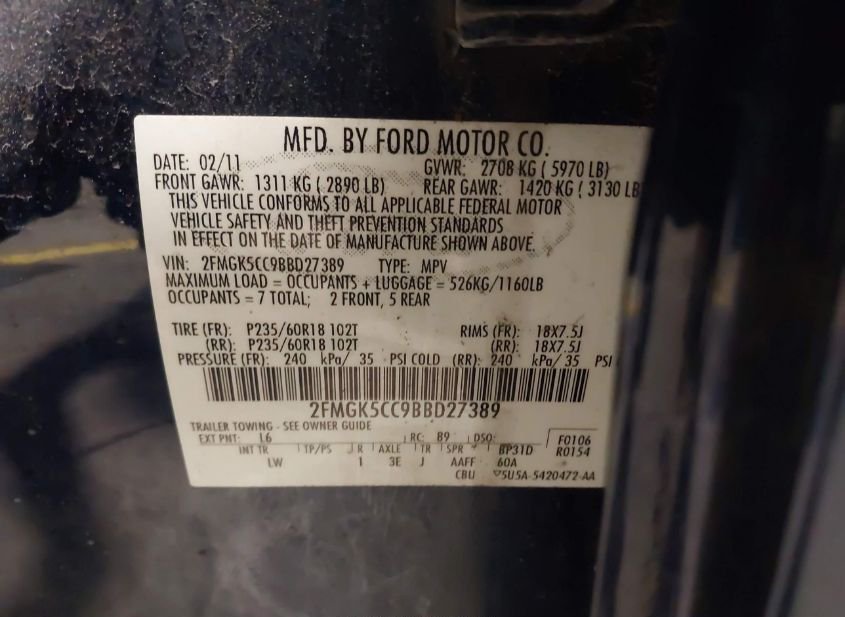 MFD. BY FORD MOTOR CO.
DATE: 02/11 GVWR: 2708 KG ( 5970 LB)
FRONT GAWR: 1311 KG ( 2890 LB) REAR GAWR: 1420 KG ( 3130 LB
THIS VEHICLE CONFORMS TO ALL APPLICABLE FEDERAL MOTOR
VEHICLE SAFETY AND THEFT PREVENTION STANDARDS
IN EFFECT ON THE DATE OF MANUFACTURE SHOWN ABOVE.
VIN: 2FMGK5CC9BBD27389 TYPE: MPV
MAXIMUM LOAD = OCCUPANTS + LUGGAGE = 526KG/1160LB
OCCUPANTS = 7 TOTAL; 2 FRONT, 5 REAR
TIRE (FR): P235/60R18 102T RIMS (FR): 18X7.5J
(RR): P235/60R18 102T (RR): 18X7.5J
PRESSURE (FR): 240 kPa/ 35 PSI COLD (RR): 240 kPa/ 35 PSI
2FMGK5CC9BBD27389
TRAILER TOWING - SEE OWNER GUIDE
EXT PNT: L6 RC: B9 DSO: F0106
INT TR TP/PS R AXLE TR SPR BP31D R0154
LW 1 3E J AAFF 60A
CBU 5U5A-5420472-AA